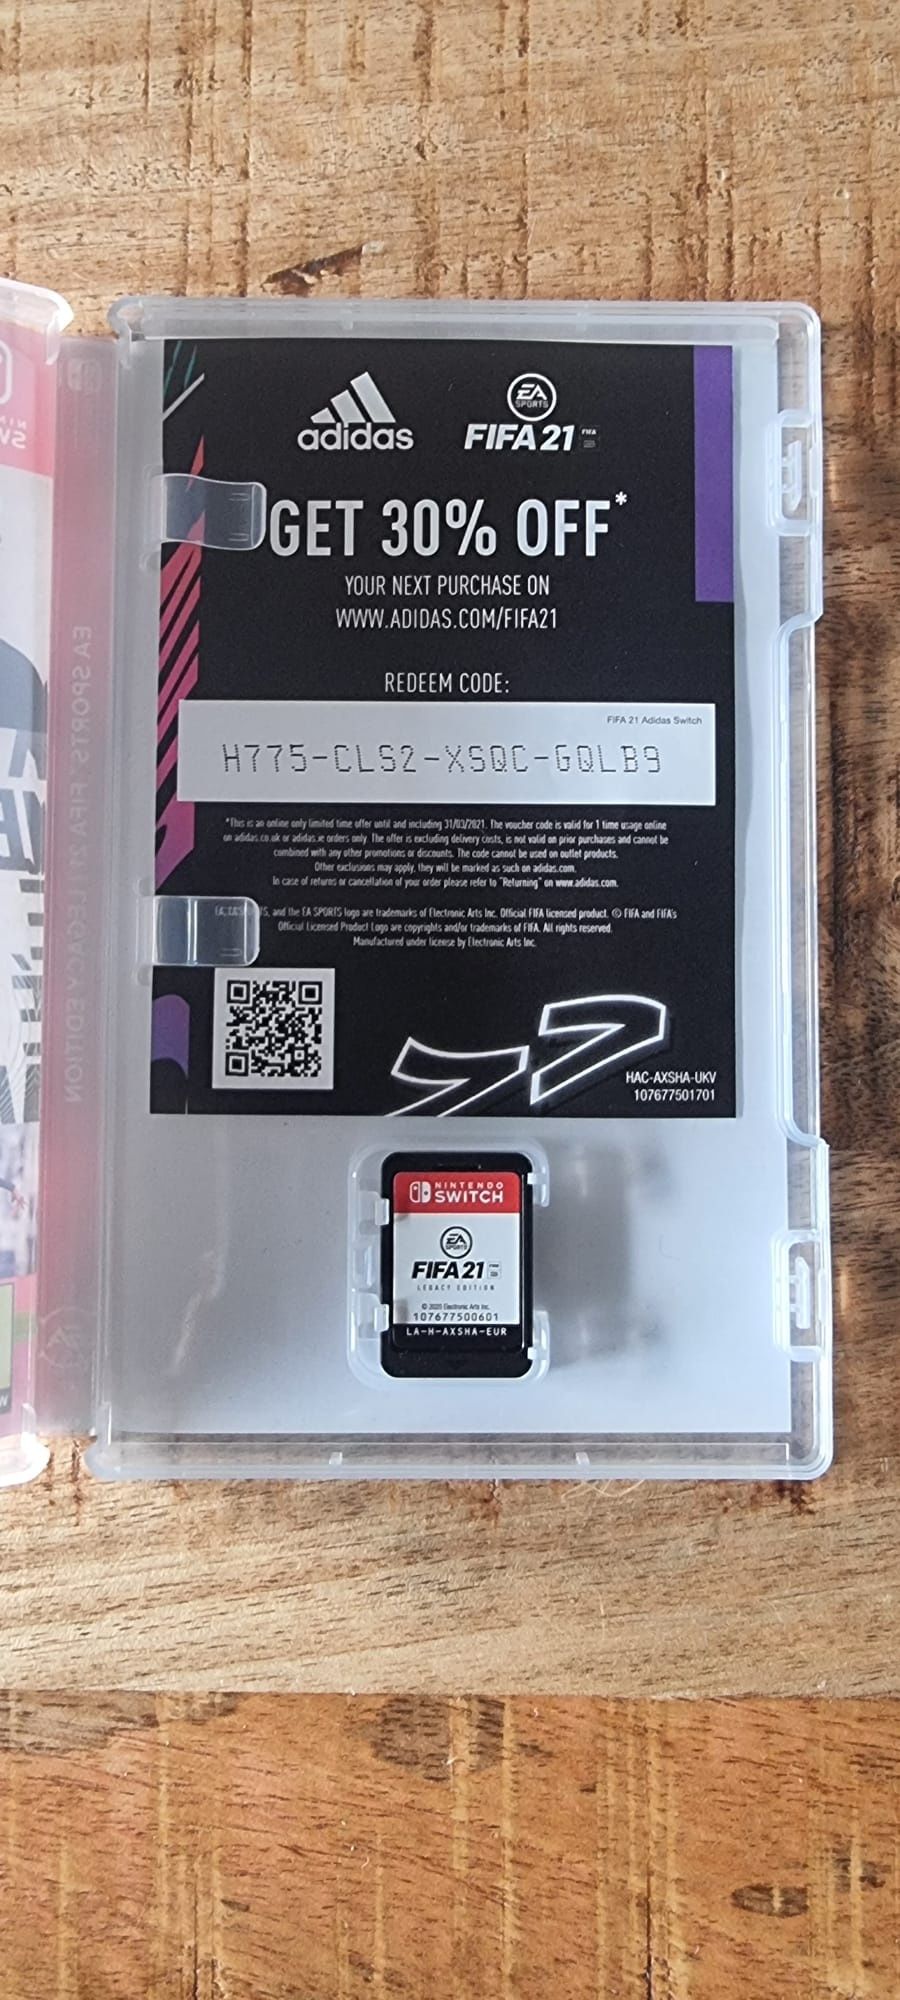 adidas
EA
SPORTS
FIFA 21
GET 30% OFF*
YOUR NEXT PURCHASE ON
WWW.ADIDAS.COM/FIFA21
REDEEM CODE:
FIFA 21 Adidas Switch
H775-CLS2-XSQC-GQLB9
*This is an online only limited time offer until and including 31/03/2021. The voucher code is valid for 1 time usage online
on adidas.co.uk or adidas.ie orders only. The offer is excluding delivery costs, is not valid on prior purchases and cannot be
combined with any other promotions or discounts. The code cannot be used on outlet products.
Other exclusions may apply, they will be marked as such on adidas.com.
In case of returns or cancellation of your order please refer to "Returning" on www.adidas.com.
and the EA SPORTS logo are trademarks of Electronic Arts Inc. Official FIFA licensed product. © FIFA and FIFA's
Official Licensed Product Logo are copyrights and/or trademarks of FIFA. All rights reserved.
Manufactured under license by Electronic Arts Inc.
HAC-AXSHA-UKV
107677501701
NINTENDO
SWITCH
EA
SPORTS
FIFA 21
LEGACY EDITION
© 2020 Electronic Arts Inc.
107677500601
LA-H-AXSHA-EUR
EA SPORTS FIFA LEGACY EDITION